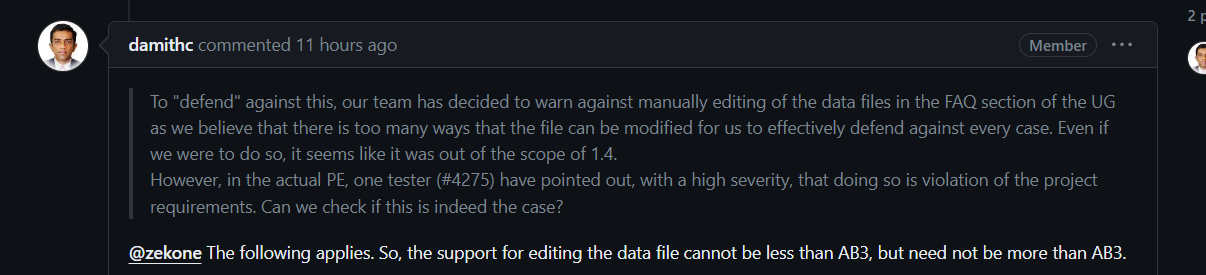 2 p
damithc commented 11 hours ago
Member
To "defend" against this, our team has decided to warn against manually editing of the data files in the FAQ section of the UG
as we believe that there is too many ways that the file can be modified for us to effectively defend against every case. Even if
we were to do so, it seems like it was out of the scope of 1.4.
However, in the actual PE, one tester (#4275) have pointed out, with a high severity, that doing so is violation of the project
requirements. Can we check if this is indeed the case?
@zekone The following applies. So, the support for editing the data file cannot be less than AB3, but need not be more than AB3.